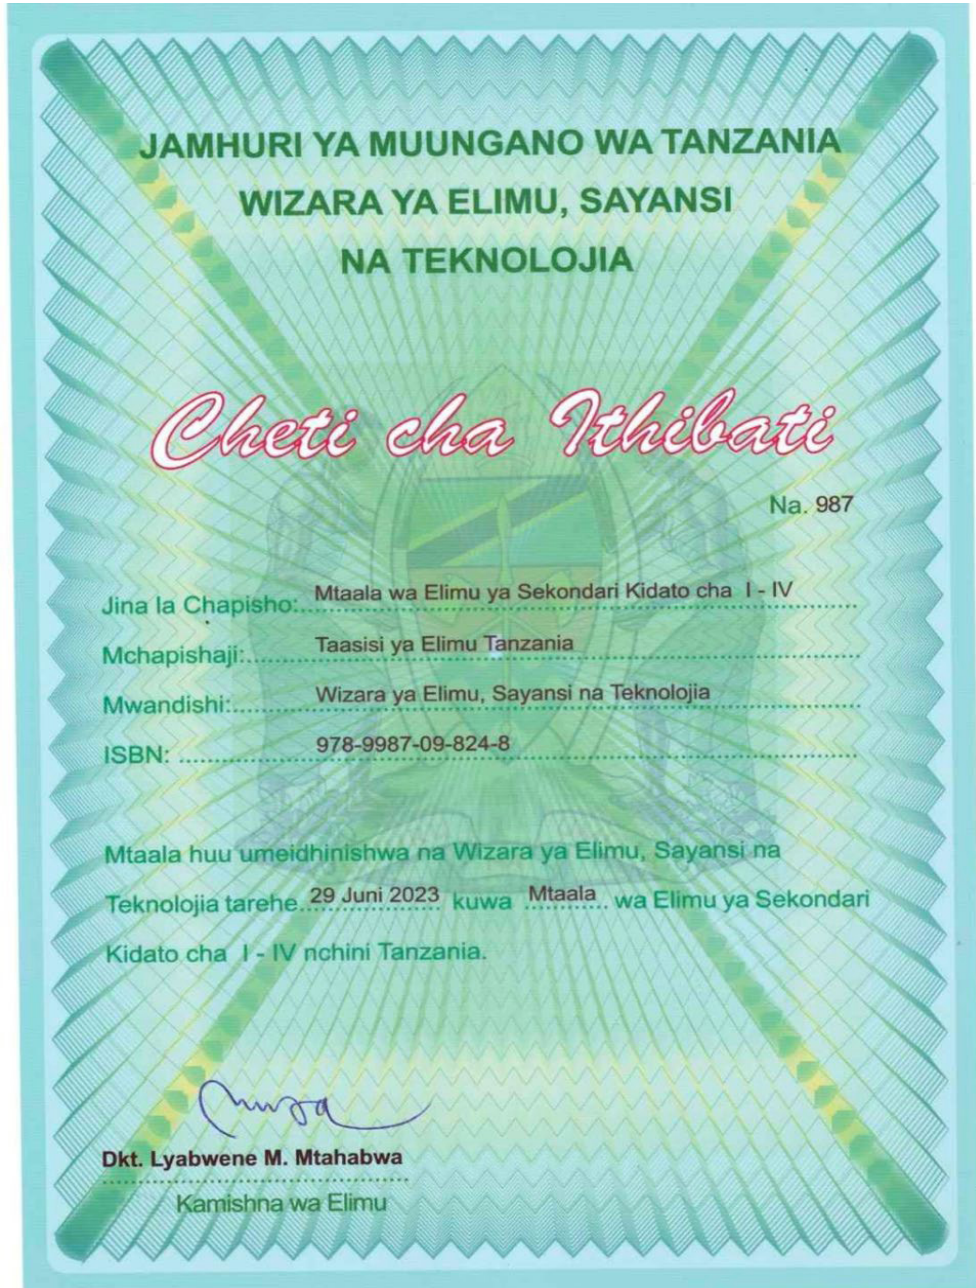 JAMHURI YA MUUNGANO WA TANZANIA
WIZARA YA ELIMU, SAYANSI
NA TEKNOLOJIA
Cheti cha Ithibati
Na. 987
Jina la Chapisho: Mtaala wa Elimu ya Sekondari Kidato cha I - IV
Mchapishaji: Taasisi ya Elimu Tanzania
Mwandishi: Wizara ya Elimu, Sayansi na Teknolojia
ISBN: 978-9987-09-824-8
Mtaala huu umeidhinishwa na Wizara ya Elimu, Sayansi na
Teknolojia tarehe 29 Juni 2023 kuwa Mtaala wa Elimu ya Sekondari
Kidato cha I - IV nchini Tanzania.
Dkt. Lyabwene M. Mtahabwa
Kamishna wa Elimu